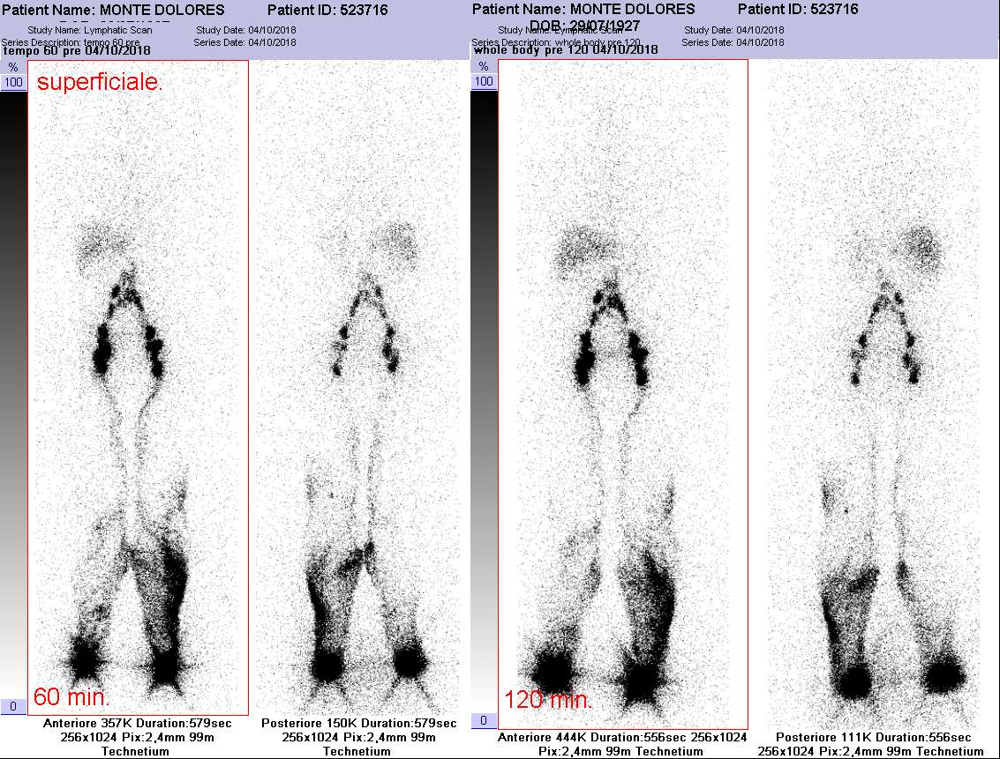 Patient Name: MONTE DOLORES Patient ID: 523716
Study Name: Lymphatic Scan Study Date: 04/10/2018
Series Description: tempo 60 pre Series Date: 04/10/2018
tempo 60 pre 04/10/2018
%
100
superficiale.
0
60 min.
Anteriore 357K Duration:579sec
256x1024 Pix:2,4mm 99m
Technetium
Posteriore 150K Duration:579sec
256x1024 Pix:2,4mm 99m
Technetium
Patient Name: MONTE DOLORES Patient ID: 523716
DOB: 29/07/1927
Study Name: Lymphatic Scan Study Date: 04/10/2018
Series Description: whole body pre 120 Series Date: 04/10/2018
whole body pre 120 04/10/2018
%
100
0
120 min.
Anteriore 444K Duration:556sec 256x1024
Pix:2,4mm 99m Technetium
Posteriore 111K Duration:556sec
256x1024 Pix:2,4mm 99m Technetium